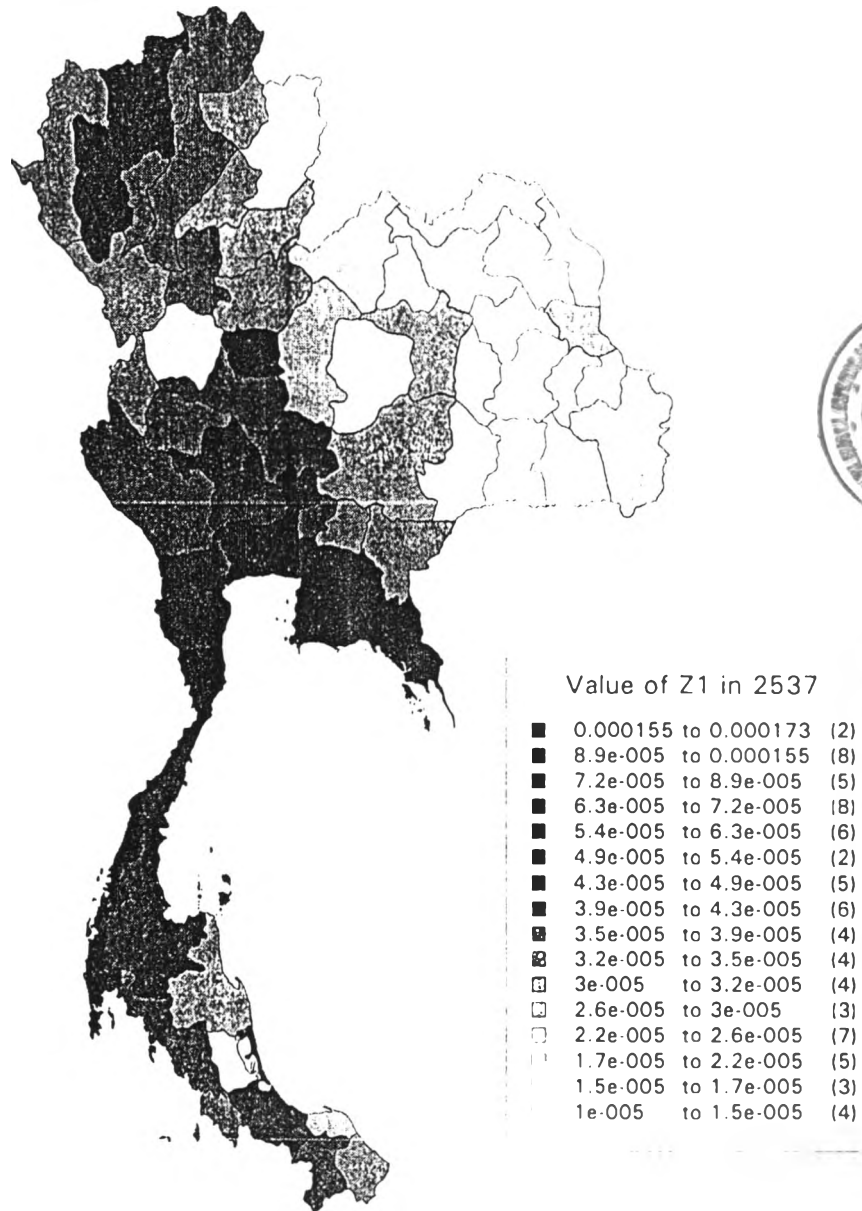 Value of Z1 in 2537
0.000155 to 0.000173 (2)
8.9e-005 to 0.000155 (8)
7.2e-005 to 8.9e-005 (5)
6.3e-005 to 7.2e-005 (8)
5.4e-005 to 6.3e-005 (6)
4.9e-005 to 5.4e-005 (2)
4.3e-005 to 4.9e-005 (5)
3.9e-005 to 4.3e-005 (6)
3.5e-005 to 3.9e-005 (4)
3.2e-005 to 3.5e-005 (4)
3e-005 to 3.2e-005 (4)
2.6e-005 to 3e-005 (3)
2.2e-005 to 2.6e-005 (7)
1.7e-005 to 2.2e-005 (5)
1.5e-005 to 1.7e-005 (3)
1e-005 to 1.5e-005 (4)